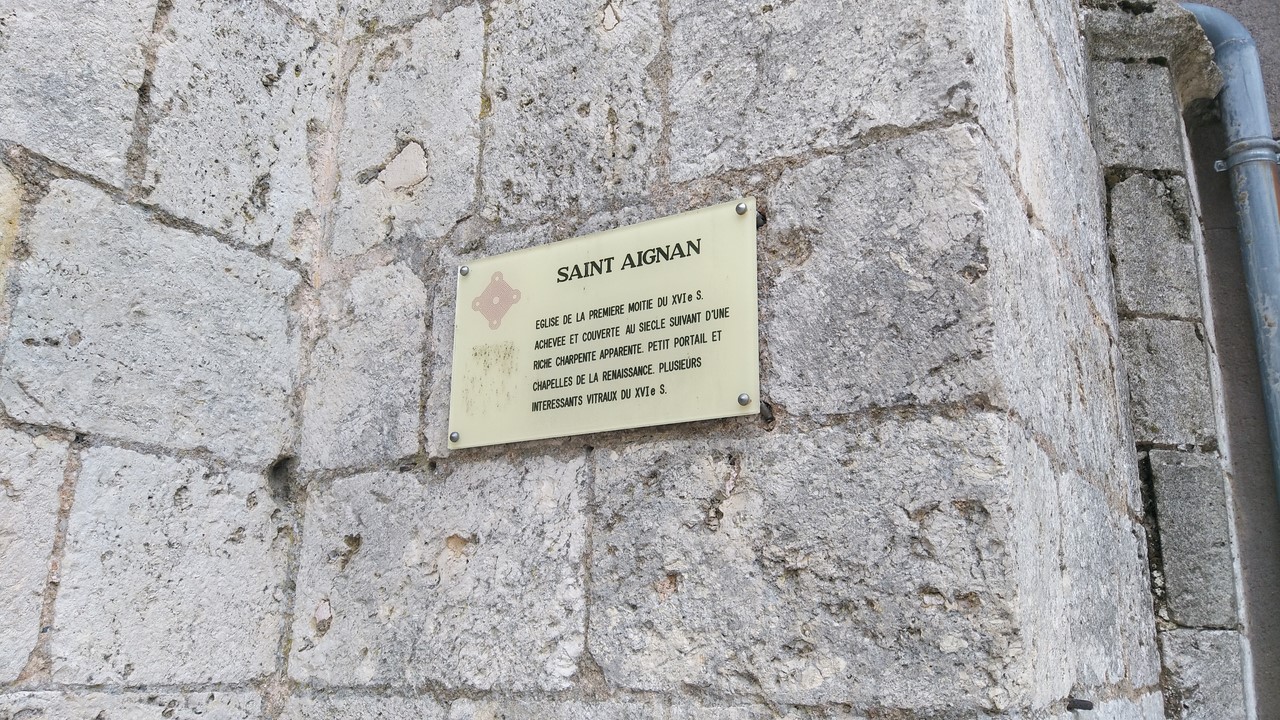 SAINT AIGNAN
EGLISE DE LA PREMIERE MOITIE DU XVIe S.
ACHEVEE ET COUVERTE AU SIECLE SUIVANT D'UNE
RICHE CHARPENTE APPARENTE. PETIT PORTAIL ET
CHAPELLES DE LA RENAISSANCE. PLUSIEURS
INTERESSANTS VITRAUX DU XVIe S.